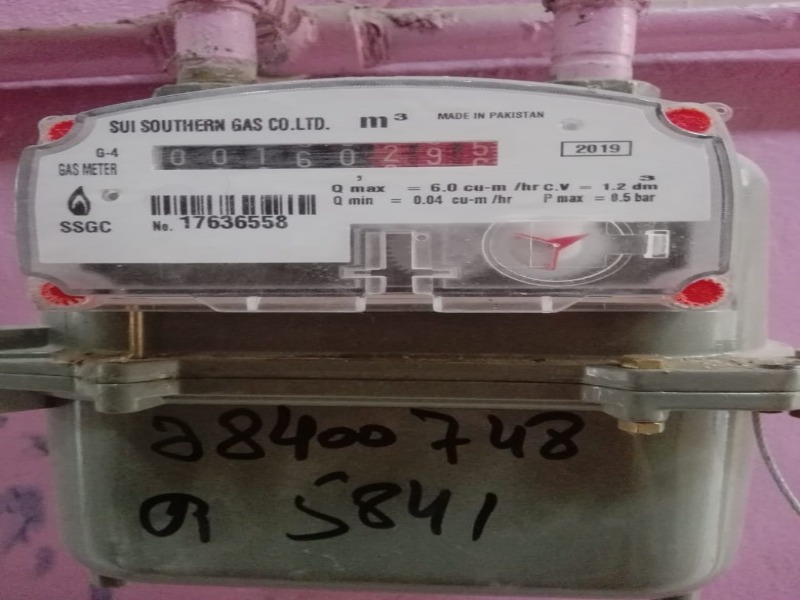 SUI SOUTHERN GAS CO.LTD. m³ MADE IN PAKISTAN
G-4
GAS METER
0 0 1 6 0 2 9 5
2019
Q max = 6.0 cu-m /hr C.V = 1.2 dm³
Q min = 0.04 cu-m /hr P max = 0.5 bar
SSGC
No. 17636558
28400748
5841